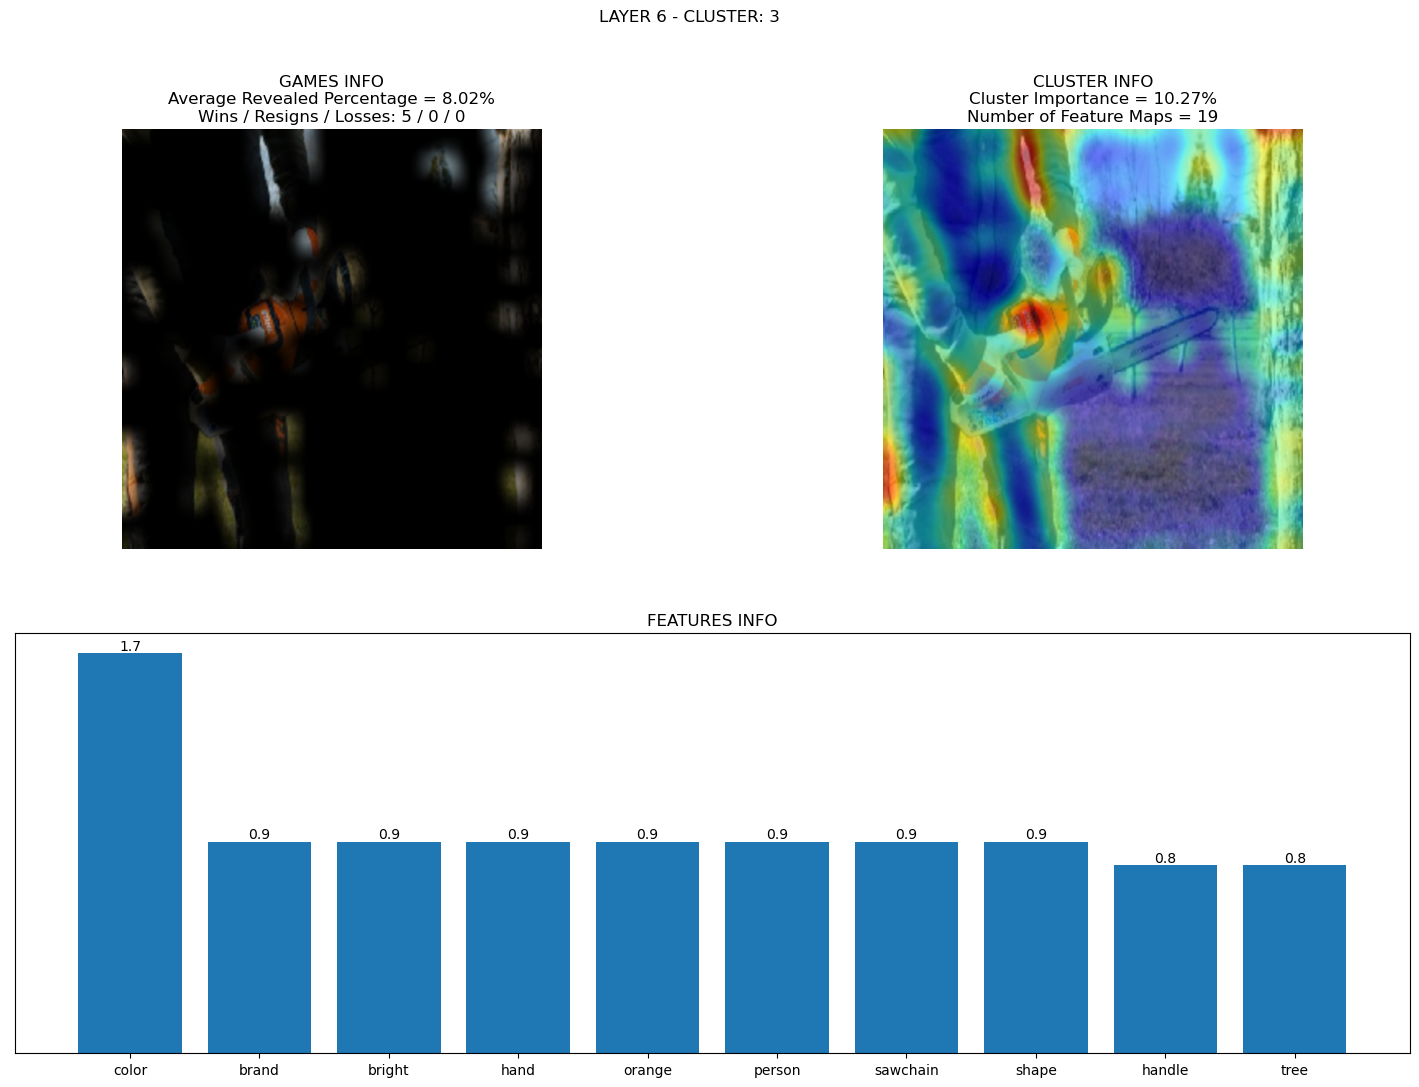 LAYER 6 - CLUSTER: 3
GAMES INFO
Average Revealed Percentage = 8.02%
Wins / Resigns / Losses: 5 / 0 / 0
CLUSTER INFO
Cluster Importance = 10.27%
Number of Feature Maps = 19
FEATURES INFO
1.7
0.9
0.9
0.9
0.9
0.9
0.9
0.9
0.8
0.8
color
brand
bright
hand
orange
person
sawchain
shape
handle
tree